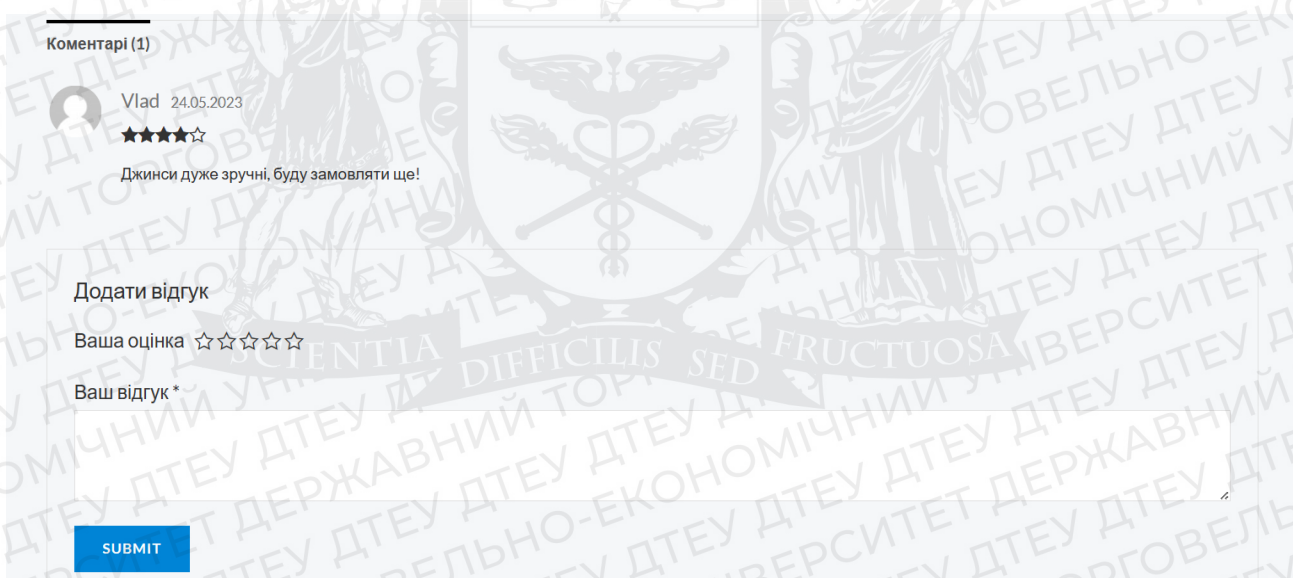 Коментарі (1)
Vlad 24.05.2023
Джинси дуже зручні, буду замовляти ще!
Додати відгук
Ваша оцінка
Ваш відгук *
SUBMIT
SCIENTIA DIFFICILIS SED FRUCTUOSA